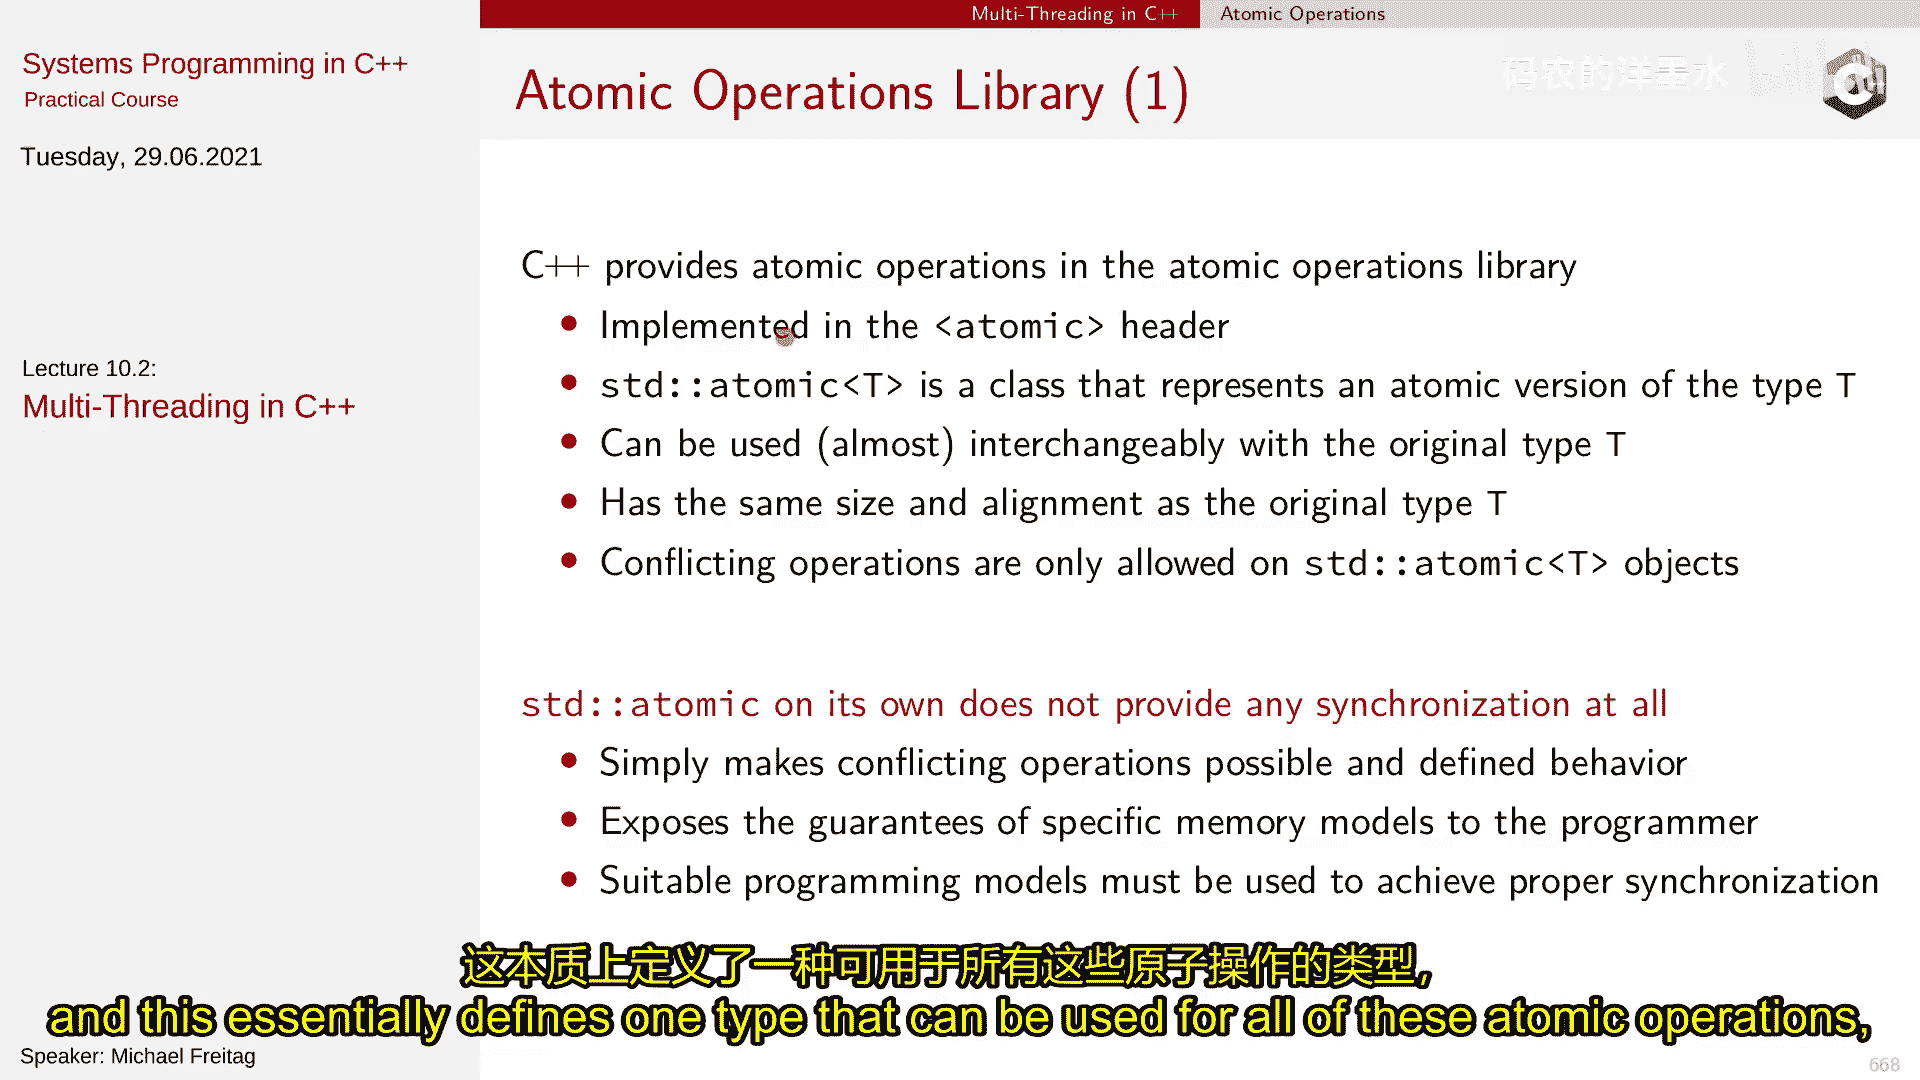 Multi-Threading in C++ Atomic Operations
Systems Programming in C++
Practical Course
Tuesday, 29.06.2021
Lecture 10.2:
Multi-Threading in C++
Atomic Operations Library (1)
码农的洋墨水
C++ provides atomic operations in the atomic operations library
• Implemented in the <atomic> header
• std::atomic<T> is a class that represents an atomic version of the type T
• Can be used (almost) interchangeably with the original type T
• Has the same size and alignment as the original type T
• Conflicting operations are only allowed on std::atomic<T> objects
std::atomic on its own does not provide any synchronization at all
• Simply makes conflicting operations possible and defined behavior
• Exposes the guarantees of specific memory models to the programmer
• Suitable programming models must be used to achieve proper synchronization
这本质上定义了一种可用于所有这些原子操作的类型，
and this essentially defines one type that can be used for all of these atomic operations,
Speaker: Michael Freitag
668